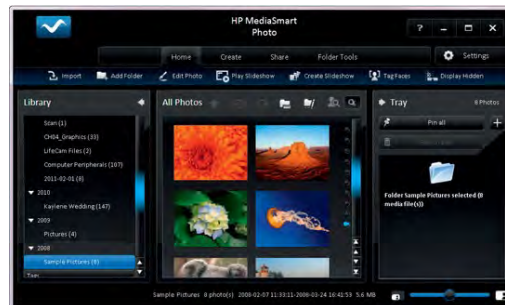 HP MediaSmart
Photo
?
Home Create Share Folder Tools Settings
Import Add Folder Edit Photo Play Slideshow Create Slideshow Tag Faces Display Hidden
Library
All Photos
Tray
8 Photos
Scan (1)
CH04_Graphics (33)
LifeCam Files (2)
Computer Peripherals (107)
2011-02-01 (8)
2010
Kaylene Wedding (147)
2009
Pictures (4)
2008
Sample Pictures (8)
Pin all
Folder Sample Pictures selected (8
media file(s))
Sample Pictures 8 photo(s) 2008-02-07 11:33:11-2008-03-24 16:41:53 5.6 MB